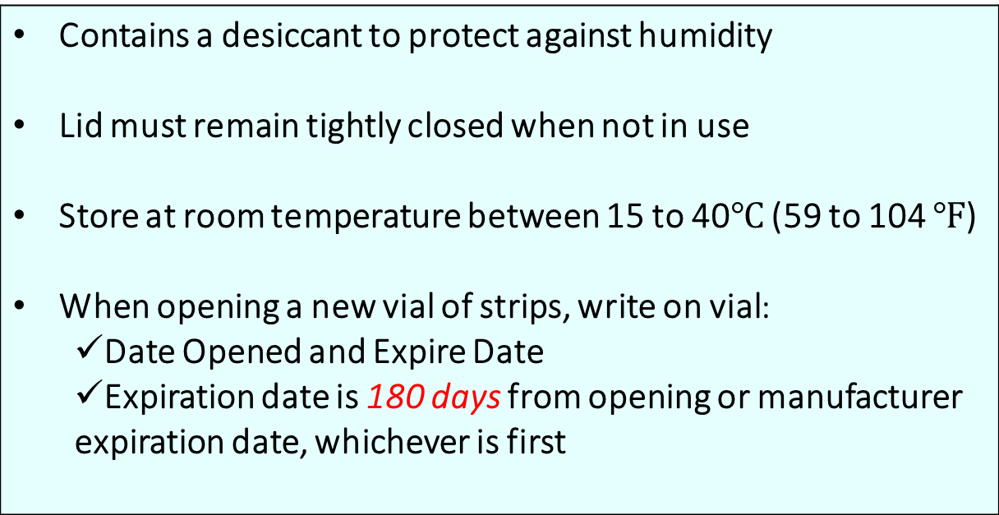 • Contains a desiccant to protect against humidity
• Lid must remain tightly closed when not in use
• Store at room temperature between 15 to 40℃ (59 to 104 ℉)
• When opening a new vial of strips, write on vial:
✓Date Opened and Expire Date
✓Expiration date is 180 days from opening or manufacturer
expiration date, whichever is first